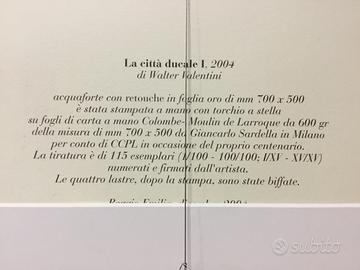 La città ducale I, 2004
di Walter Valentini
acquaforte con retouche in foglia oro di mm 700 x 500
è stata stampata a mano con torchio a stella
su fogli di carta a mano Colombe- Moulin de Larroque da 600 gr
della misura di mm 700 x 500 da Giancarlo Sardella in Milano
per conto di CCPL in occasione del proprio centenario.
La tiratura è di 115 esemplari (1/100 - 100/100; I/XV - XV/XV)
numerati e firmati dall'artista.
Le quattro lastre, dopo la stampa, sono state biffate.
Reggio Emilia, 2004
subito